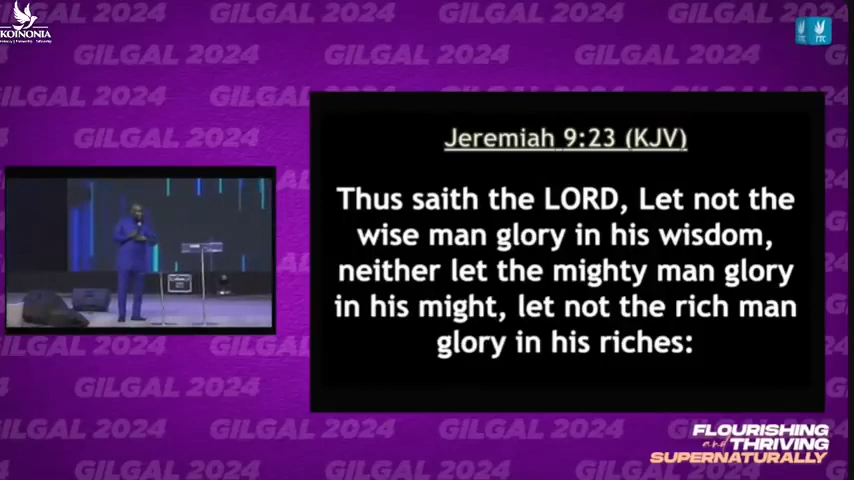 KOINONIA
GILGAL 2024
Jeremiah 9:23 (KJV)
Thus saith the LORD, Let not the
wise man glory in his wisdom,
neither let the mighty man glory
in his might, let not the rich man
glory in his riches:
FLOURISHING
and THRIVING
SUPERNATURALLY